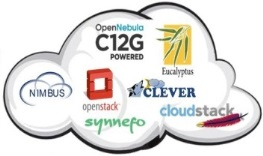 OpenNebula
C12G
POWERED
Eucalyptus
NIMBUS
openstack
CLEVER
cloudstack
synnefo